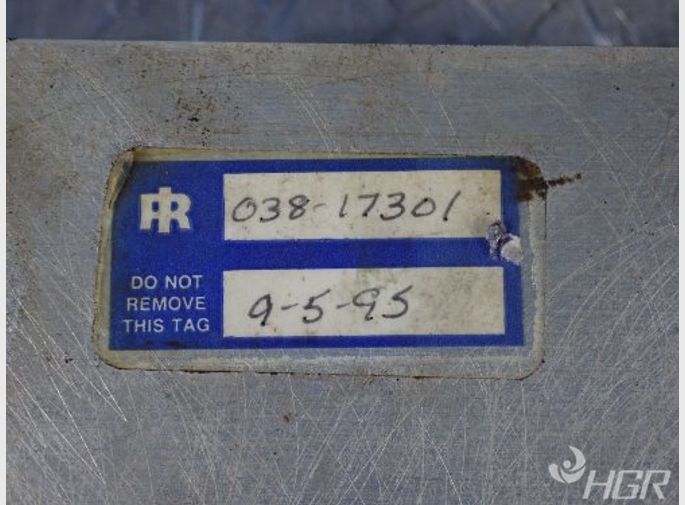 IR
038-17301
DO NOT
REMOVE
THIS TAG
9-5-95
HGR